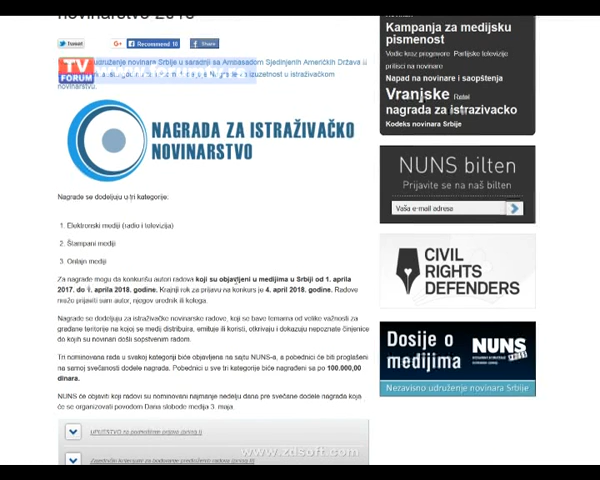 novinarstvo 2018
tweet
G+
Recommend 10
Share
udruženje novinara Srbije u saradnji sa Ambasadom Sjedinjenih Američkih Država u
TV
FORUM
za izuzetnost u istraživačkom
novinarstvu.
NAGRADA ZA ISTRAŽIVAČKO
NOVINARSTVO
Nagrade se dodeljuju u tri kategorije:
1. Elektronski mediji (radio i televizija)
2. Štampani mediji
3. Onlajn mediji
Za nagrade mogu da konkurišu autori radova koji su objavljeni u medijima u Srbiji od 1. aprila
2017. do 1. aprila 2018. godine. Krajnji rok za prijavu na konkurs je 4. april 2018. godine. Radove
može prijaviti sam autor, njegov urednik ili kolega.
Nagrade se dodeljuju za istraživačke novinarske radove, koji se bave temama od velike važnosti za
građane teritorije na kojoj se medij distribuira, emituje ili koristi, otkrivaju i dokazuju nepoznate činjenice
do kojih su novinari došli sopstvenim radom.
Tri nominovana rada u svakoj kategoriji biće objavljena na sajtu NUNS-a, a pobednici će biti proglašeni
na samoj svečanosti dodele nagrada. Pobednici u sve tri kategorije biće nagrađeni sa po 100.000,00
dinara.
NUNS će objaviti koji radovi su nominovani najmanje nedelju dana pre svečane dodele nagrada koja
će se organizovati povodom Dana slobode medija 3. maja
UPUTSTVO za podnošenje prijava
www.zdsoft.com
Kampanja za medijsku
pismenost
Vodic kroz pregovore Partijske televizije
pritisci na novinare
Napad na novinare i saopštenja
Vranjske Ratel
nagrada za istrazivacko
Kodeks novinara Srbije
NUNS bilten
Prijavite se na naš bilten
Vaša e-mail adresa
CIVIL
RIGHTS
DEFENDERS
Dosije o
medijima
NUNS
PRESS
Nezavisno udruženje novinara Srbije